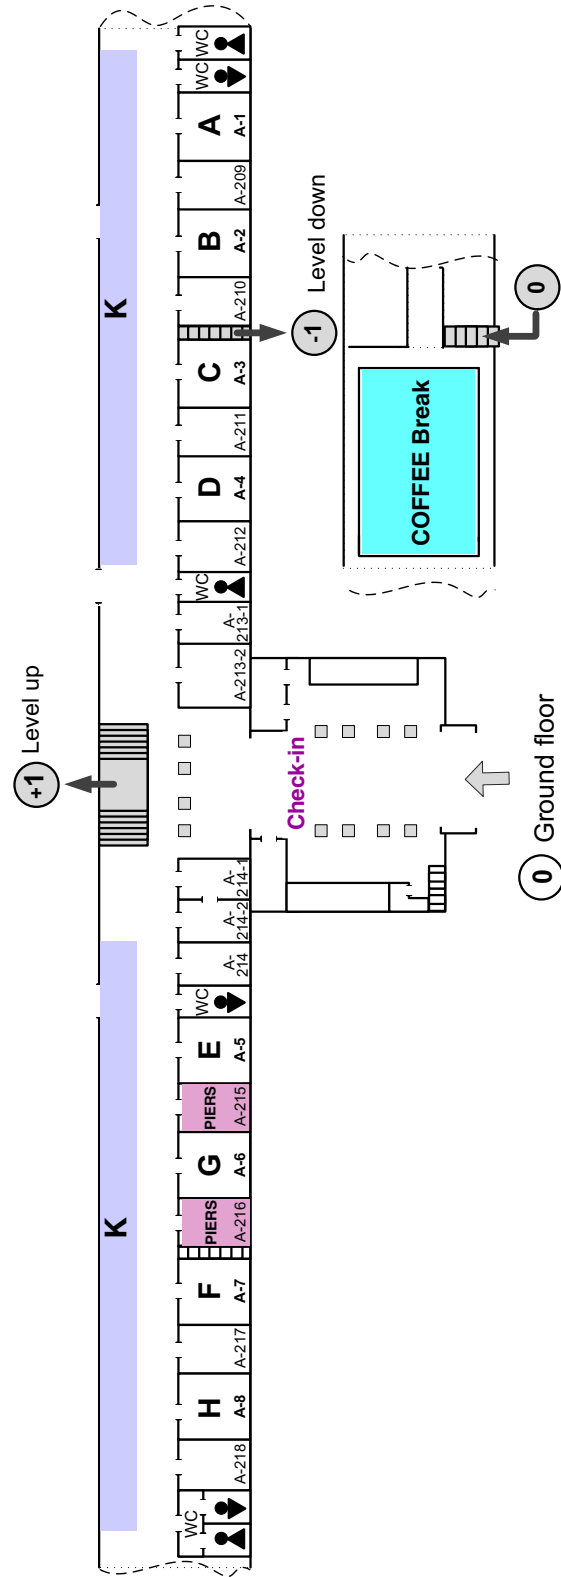 +1
Level up
K
K
H
A-8
F
A-7
G
A-6
E
A-5
A-218
A-217
PIERS
A-216
PIERS
A-215
WC
WC
A-
214
A-
214-2
A-
214-1
Check-in
0
Ground floor
A-213-2
A-
213-1
WC
A-212
D
A-4
A-211
C
A-3
A-210
B
A-2
A-209
A
A-1
WC
WC
-1
Level down
COFFEE Break
0